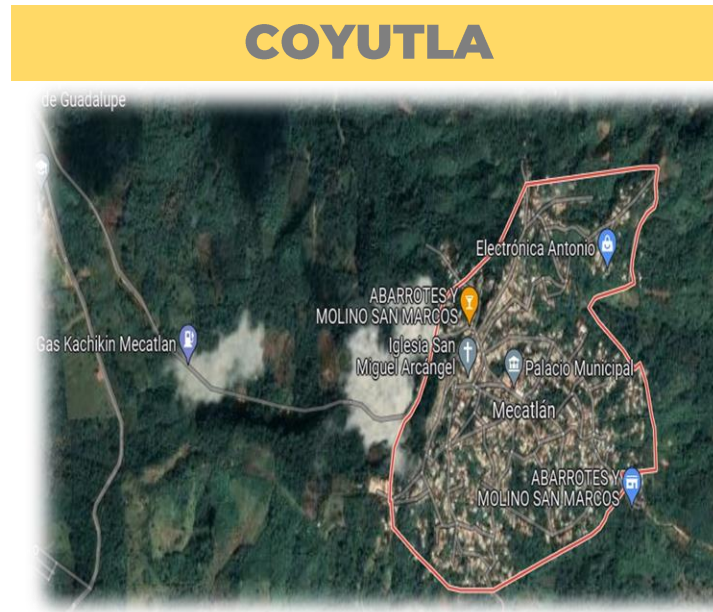 COYUTLA
de Guadalupe
Electrónica Antonio
ABARROTES Y
MOLINO SAN MARCOS
Gas Kachikin Mecatlan
Iglesia San
Miguel Arcángel
Palacio Municipal
Mecatlán
ABARROTES Y
MOLINO SAN MARCOS